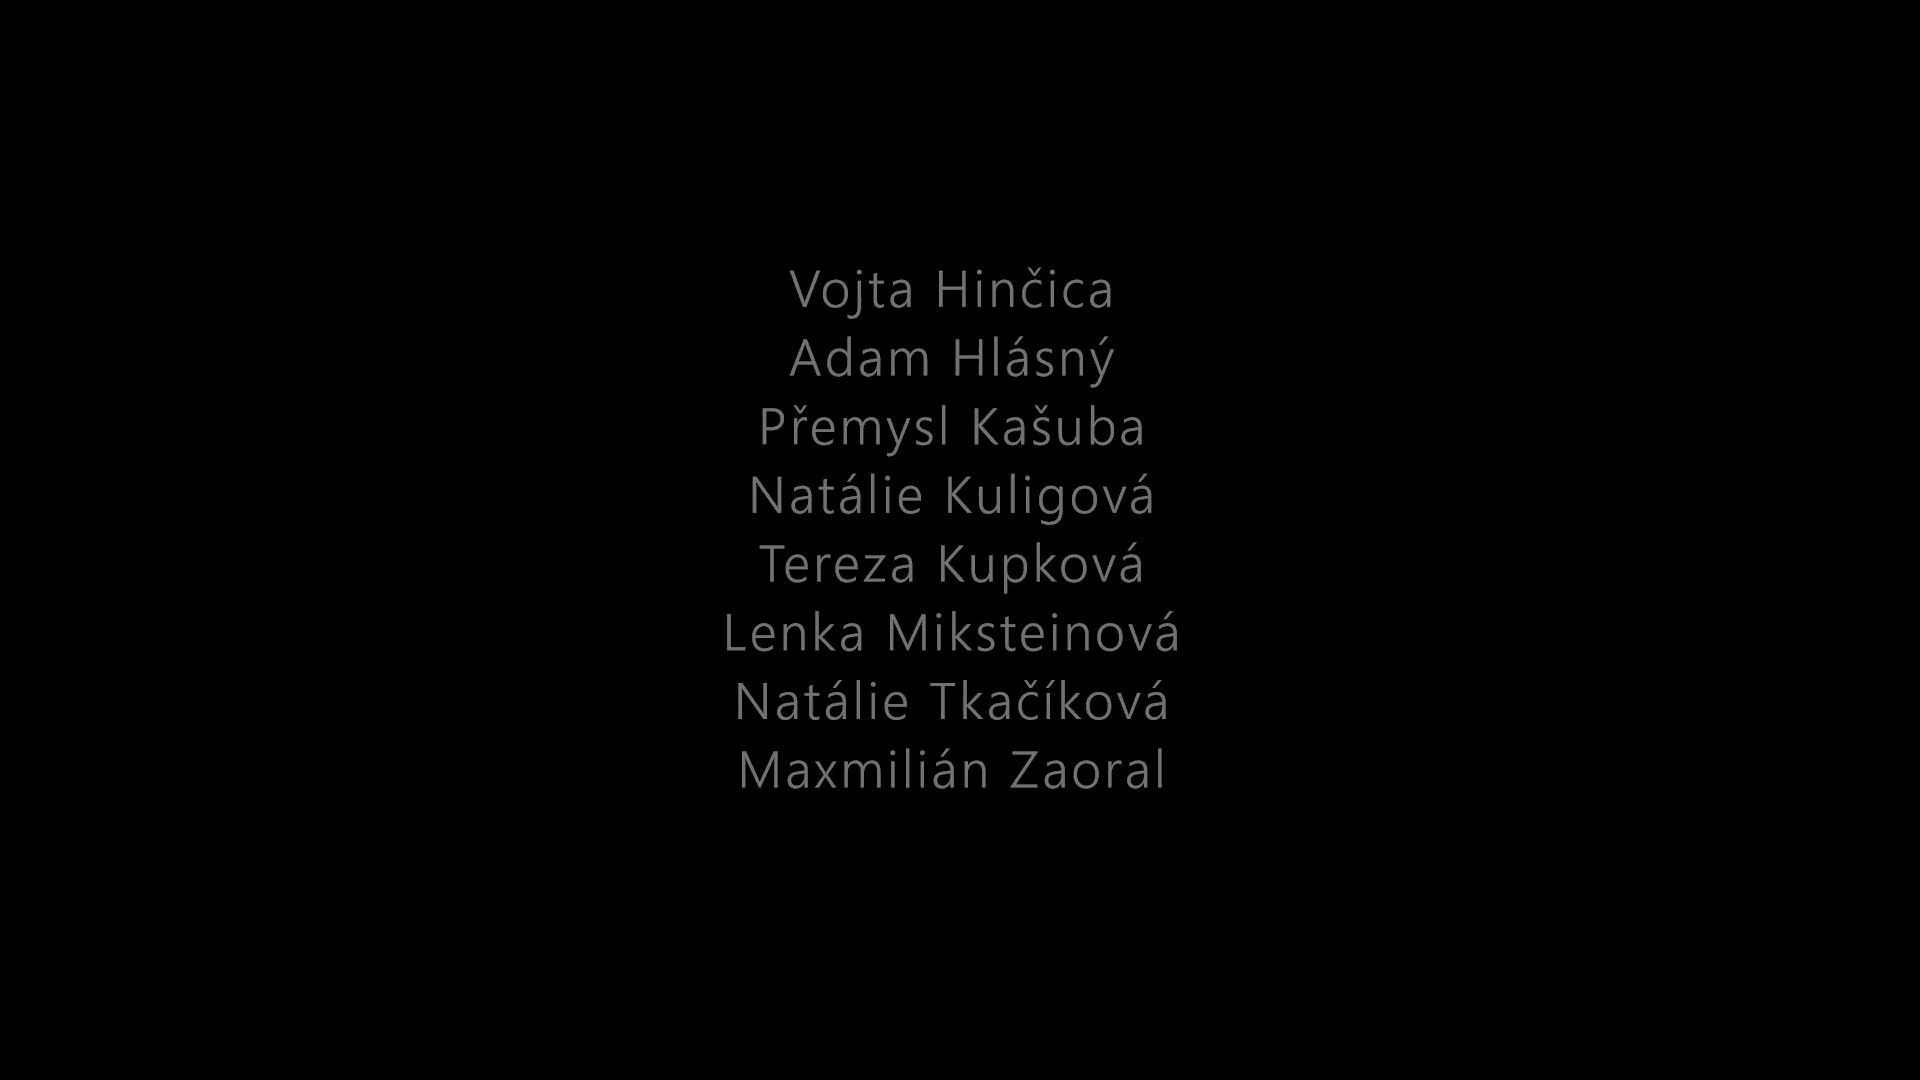 Vojta Hinčica
Adam Hlásný
Přemysl Kašuba
Natálie Kuligová
Tereza Kupková
Lenka Miksteinová
Natálie Tkačíková
Maxmilián Zaoral